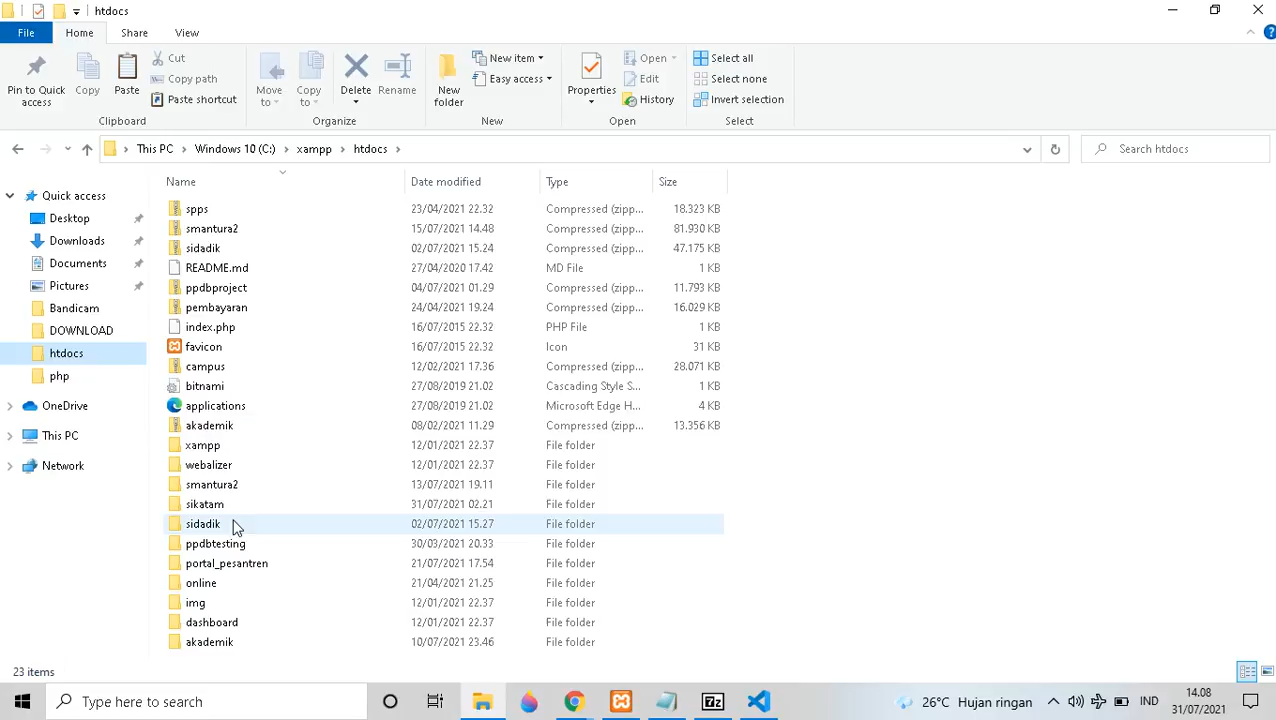 htdocs
File Home Share View
Pin to Quick access
Copy
Paste
Cut
Copy path
Paste shortcut
Clipboard
Move to
Copy to
Delete
Rename
Organize
New folder
New item
Easy access
New
Properties
Open
Edit
History
Open
Select all
Select none
Invert selection
Select
This PC Windows 10 (C:) xampp htdocs
Search htdocs
Quick access
Desktop
Downloads
Documents
Pictures
Bandicam
DOWNLOAD
htdocs
php
OneDrive
This PC
Network
Name Date modified Type Size
spps 23/04/2021 22.32 Compressed (zipp... 18.323 KB
smantura2 15/07/2021 14.48 Compressed (zipp... 81.930 KB
sidadik 02/07/2021 15.24 Compressed (zipp... 47.175 KB
README.md 27/04/2020 17.42 MD File 1 KB
ppdbproject 04/07/2021 01.29 Compressed (zipp... 11.793 KB
pembayaran 24/04/2021 19.24 Compressed (zipp... 16.029 KB
index.php 16/07/2015 22.32 PHP File 1 KB
favicon 16/07/2015 22.32 Icon 31 KB
campus 12/02/2021 17.36 Compressed (zipp... 28.071 KB
bitnami 27/08/2019 21.02 Cascading Style S... 1 KB
applications 27/08/2019 21.02 Microsoft Edge H... 4 KB
akademik 08/02/2021 11.29 Compressed (zipp... 13.356 KB
xampp 12/01/2021 22.37 File folder
webalizer 12/01/2021 22.37 File folder
smantura2 13/07/2021 19.11 File folder
sikatam 31/07/2021 02.21 File folder
sidadik 02/07/2021 15.27 File folder
ppdbtesting 30/03/2021 20.33 File folder
portal_pesantren 21/07/2021 17.54 File folder
online 21/04/2021 21.25 File folder
img 12/01/2021 22.37 File folder
dashboard 12/01/2021 22.37 File folder
akademik 10/07/2021 23.46 File folder
23 items
Type here to search
7z
26°C Hujan ringan
IND
14.08
31/07/2021